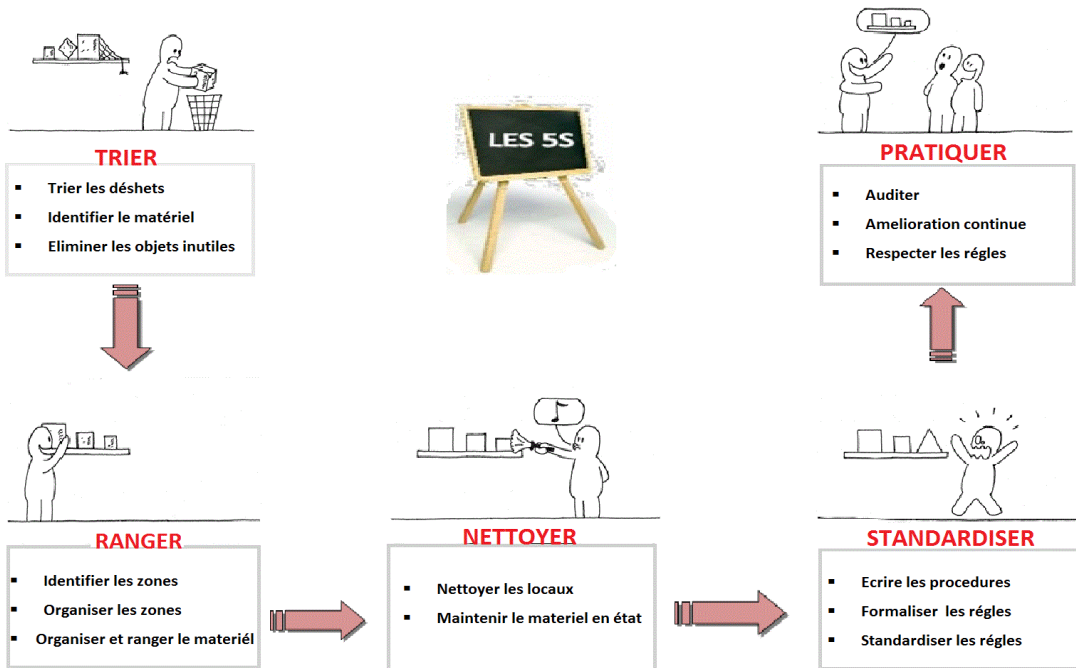 LES 5S
TRIER
Trier les déshets
Identifier le matériel
Eliminer les objets inutiles
RANGER
Identifier les zones
Organiser les zones
Organiser et ranger le materiél
NETTOYER
Nettoyer les locaux
Maintenir le materiel en état
STANDARDISER
Ecrire les procedures
Formaliser les régles
Standardiser les régles
PRATIQUER
Auditer
Amelioration continue
Respecter les régles